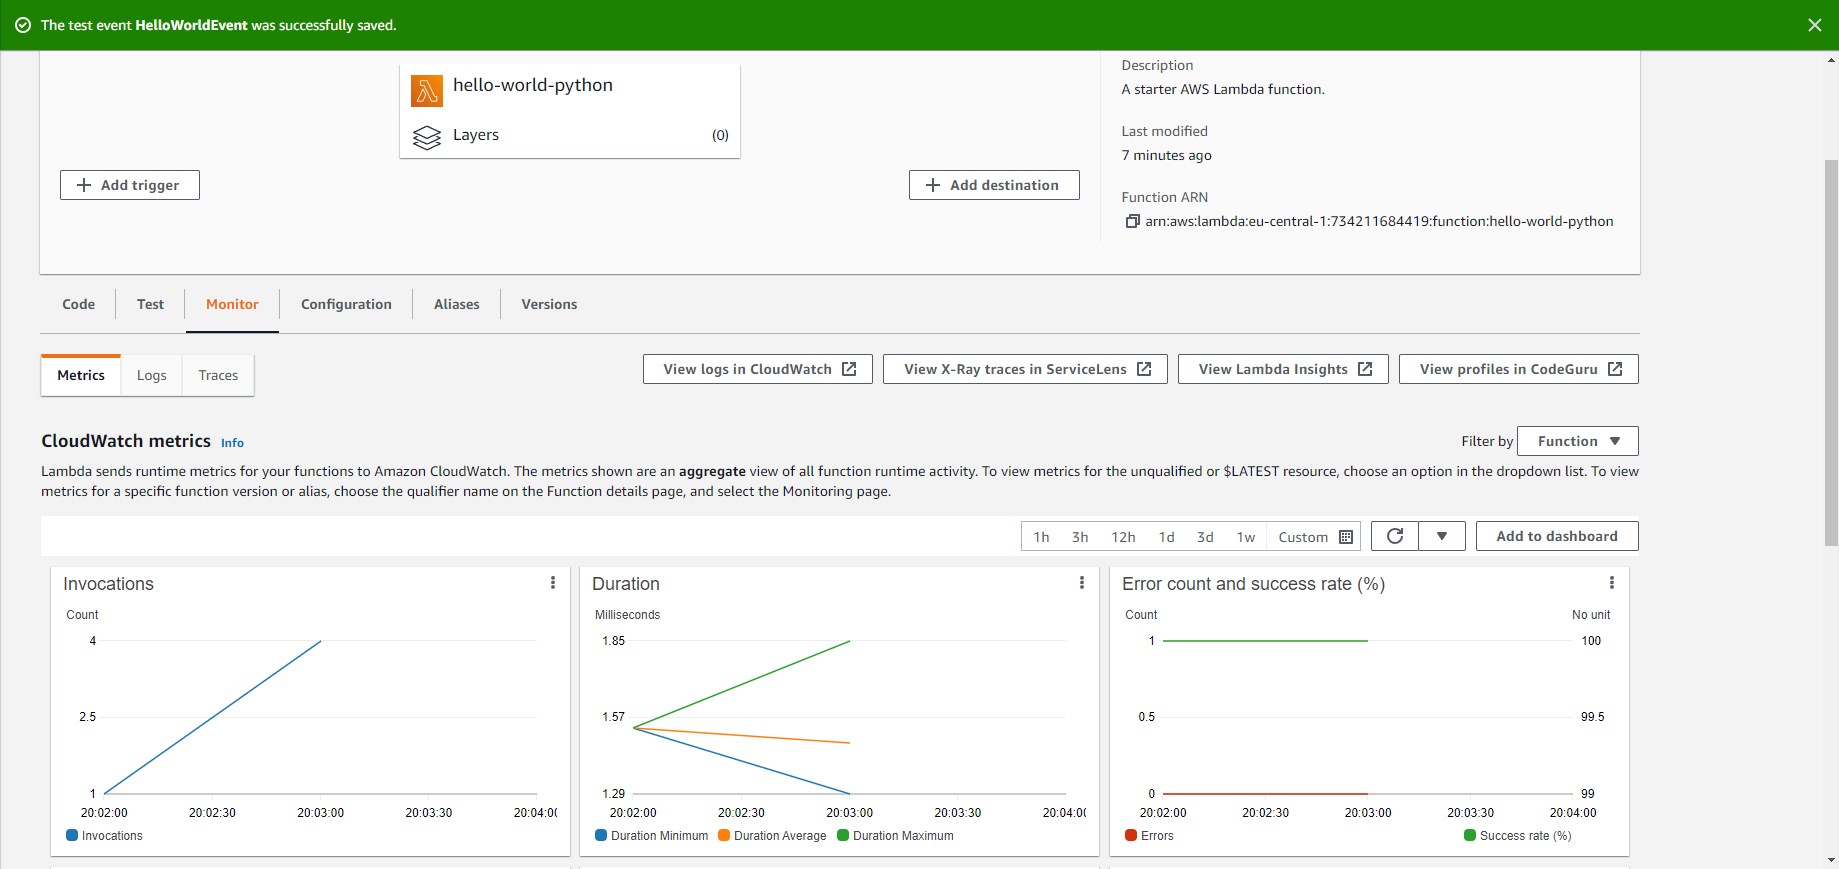 The test event HelloWorldEvent was successfully saved.
hello-world-python
Layers (0)
Add trigger
Add destination
Description
A starter AWS Lambda function.
Last modified
7 minutes ago
Function ARN
arn:aws:lambda:eu-central-1:734211684419:function:hello-world-python
Code Test Monitor Configuration Aliases Versions
Metrics Logs Traces
View logs in CloudWatch View X-Ray traces in ServiceLens View Lambda Insights View profiles in CodeGuru
CloudWatch metrics Info
Filter by Function
Lambda sends runtime metrics for your functions to Amazon CloudWatch. The metrics shown are an aggregate view of all function runtime activity. To view metrics for the unqualified or $LATEST resource, choose an option in the dropdown list. To view
metrics for a specific function version or alias, choose the qualifier name on the Function details page, and select the Monitoring page.
1h 3h 12h 1d 3d 1w Custom Add to dashboard
Invocations
Count
4
2.5
1
20:02:00 20:02:30 20:03:00 20:03:30 20:04:0
Invocations
Duration
Milliseconds
1.85
1.57
1.29
20:02:00 20:02:30 20:03:00 20:03:30 20:04:0
Duration Minimum Duration Average Duration Maximum
Error count and success rate (%)
Count No unit
1 100
0.5 99.5
0 99
20:02:00 20:02:30 20:03:00 20:03:30 20:04:00
Errors Success rate (%)